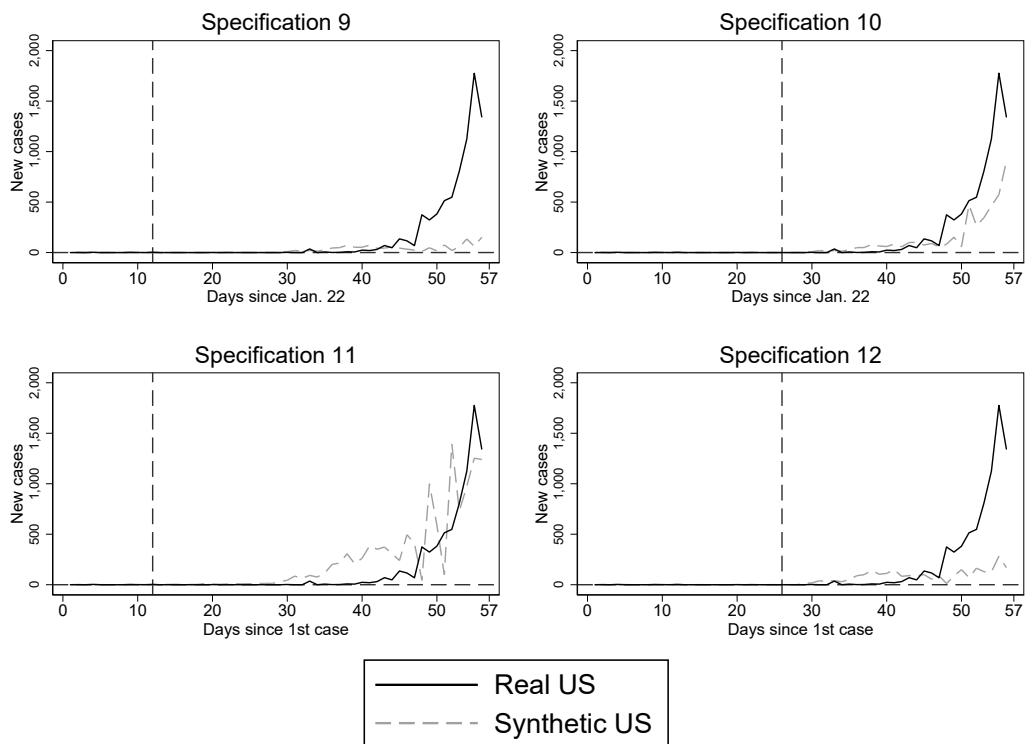 Specification 9
New cases
2,000
1,500
1,000
500
0
0 10 20 30 40 50 57
Days since Jan. 22
Specification 10
New cases
2,000
1,500
1,000
500
0
0 10 20 30 40 50 57
Days since Jan. 22
Specification 11
New cases
2,000
1,500
1,000
500
0
0 10 20 30 40 50 57
Days since 1st case
Specification 12
New cases
2,000
1,500
1,000
500
0
0 10 20 30 40 50 57
Days since 1st case
Real US
Synthetic US